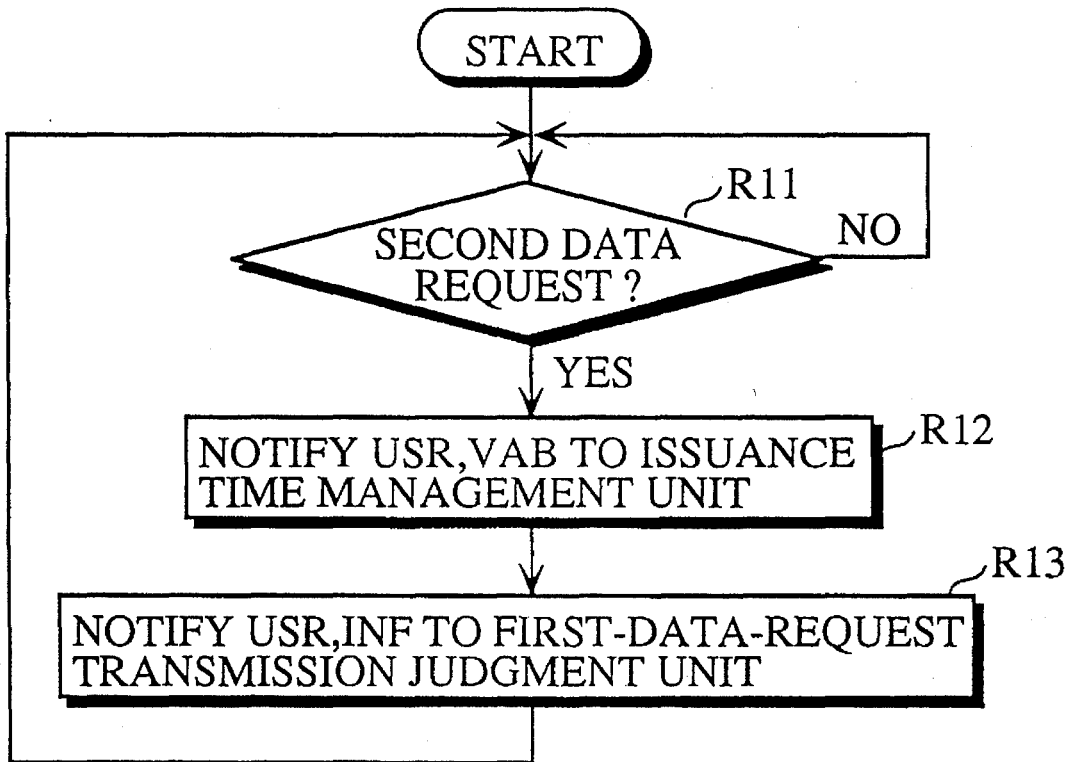 START
R11
NO
SECOND DATA
REQUEST ?
YES
R12
NOTIFY USR,VAB TO ISSUANCE
TIME MANAGEMENT UNIT
R13
NOTIFY USR,INF TO FIRST-DATA-REQUEST
TRANSMISSION JUDGMENT UNIT